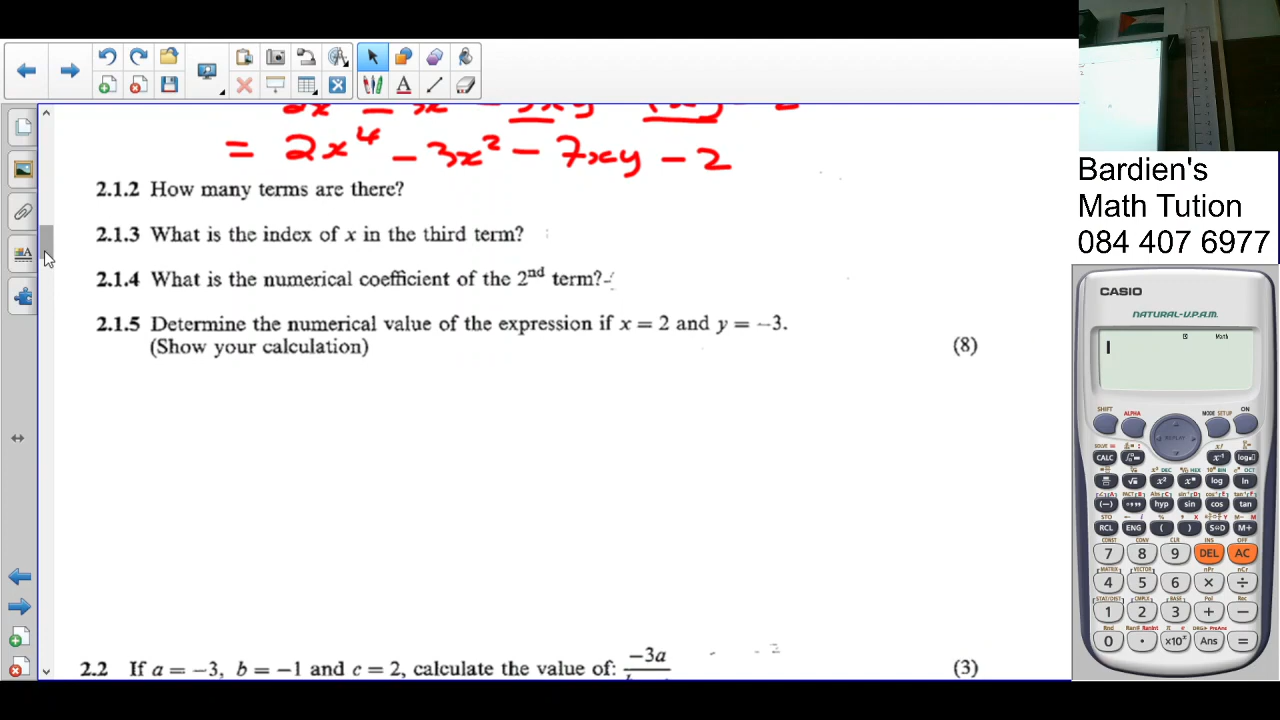 = 2x⁴ - 3x² - 7xy - 2
2.1.2 How many terms are there?
2.1.3 What is the index of x in the third term?
2.1.4 What is the numerical coefficient of the 2nd term?
2.1.5 Determine the numerical value of the expression if x = 2 and y = −3.
(Show your calculation) (8)
2.2 If a = −3, b = −1 and c = 2, calculate the value of: −3a (3)
Bardien's
Math Tution
084 407 6977
CASIO
NATURAL-V.P.A.M.
Math
SHIFT ALPHA REPLAY MODE SETUP ON
CALC x⁻¹ log
√ x² log ln
(−) hyp sin cos tan
RCL ENG ( ) S⇔D M+
7 8 9 DEL AC
4 5 6 × ÷
1 2 3 + −
0 . ×10ˣ Ans =